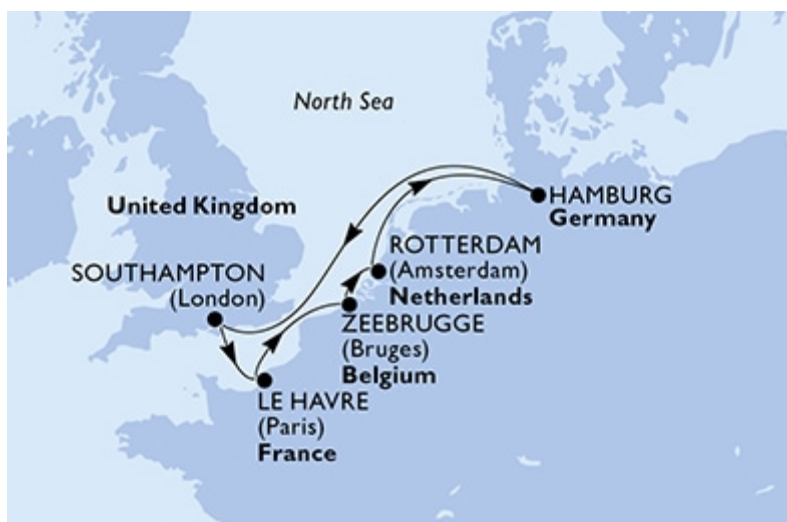 North Sea
United Kingdom
HAMBURG
Germany
ROTTERDAM
(Amsterdam)
Netherlands
SOUTHAMPTON
(London)
ZEEBRUGGE
(Bruges)
Belgium
LE HAVRE
(Paris)
France